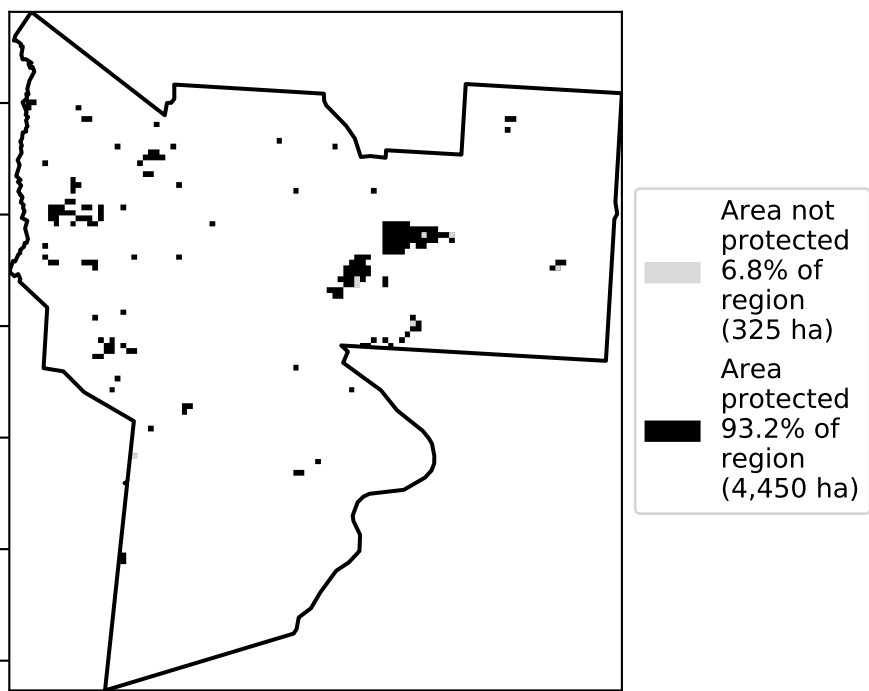 Area not
protected
6.8% of
region
(325 ha)
Area
protected
93.2% of
region
(4,450 ha)